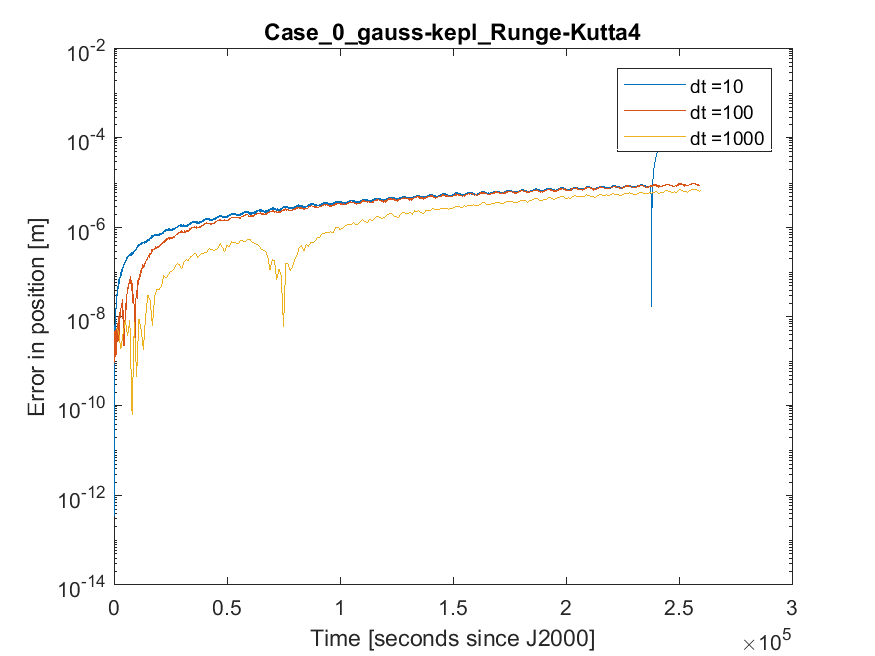 Case_0_gauss-kepl_Runge-Kutta4
dt =10
dt =100
dt =1000
Error in position [m]
10^-2
10^-4
10^-6
10^-8
10^-10
10^-12
10^-14
0 0.5 1 1.5 2 2.5 3
Time [seconds since J2000]
×10^5